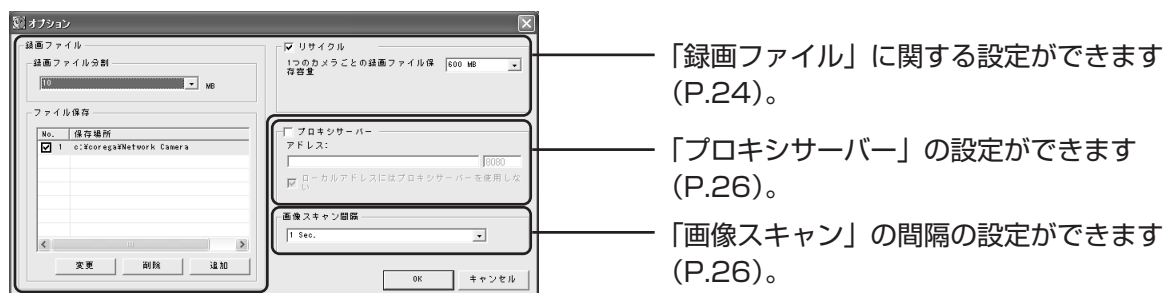 オプション
録画ファイル
録画ファイル分割
10
MB
ファイル保存
No. 保存場所
1 c:¥corega¥Network Camera
変更 削除 追加
リサイクル
1つのカメラごとの録画ファイル保
存容量
600 MB
プロキシサーバー
アドレス:
8080
ローカルアドレスにはプロキシサーバーを使用しな
い
画像スキャン間隔
1 Sec.
OK キャンセル
「録画ファイル」に関する設定ができます
(P.24)。
「プロキシサーバー」の設定ができます
(P.26)。
「画像スキャン」の間隔の設定ができます
(P.26)。